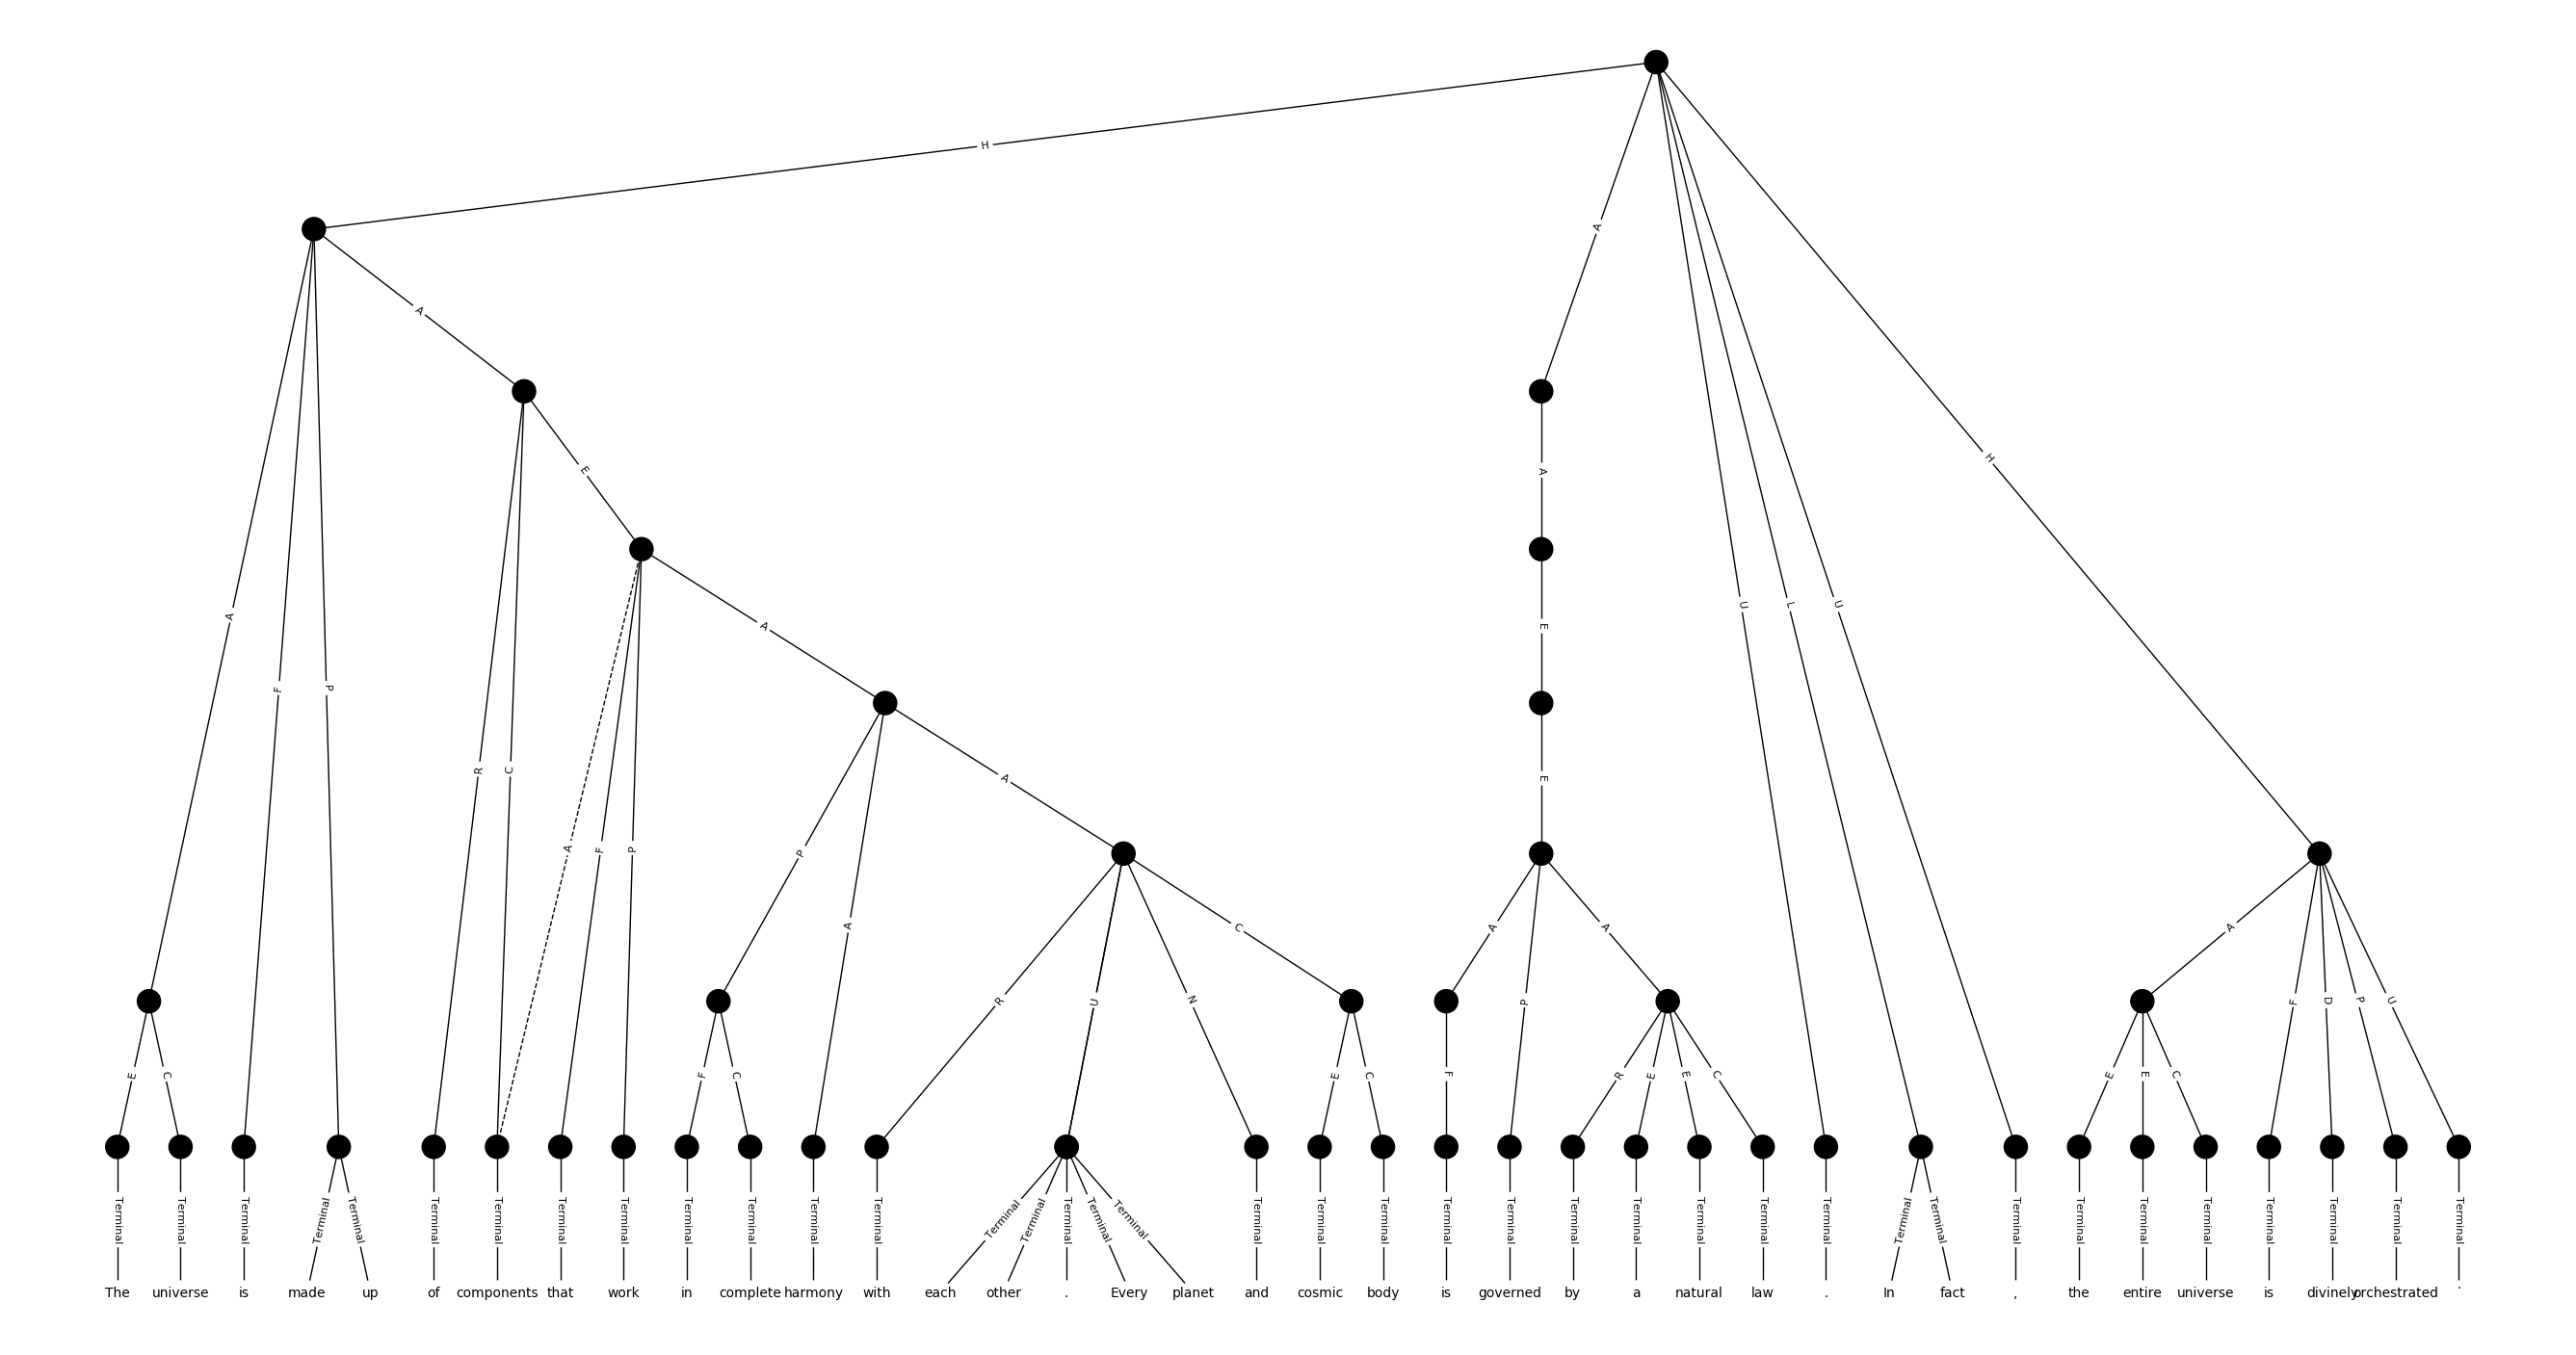 H
A
A
A
H
A
E
E
A
F
P
U
L
U
A
R
C
A
F
P
E
A
P
A
R
U
N
C
A
P
A
A
F
D
P
U
E
C
F
C
E
C
F
R
E
E
C
E
E
C
Terminal Terminal Terminal Terminal Terminal Terminal Terminal Terminal Terminal Terminal Terminal Terminal Terminal Terminal Terminal Terminal Terminal Terminal Terminal Terminal Terminal Terminal Terminal Terminal Terminal Terminal Terminal Terminal Terminal Terminal Terminal Terminal Terminal Terminal Terminal Terminal Terminal Terminal
The universe is made up of components that work in complete harmony with each other . Every planet and cosmic body is governed by a natural law . In fact , the entire universe is divinely orchestrated .